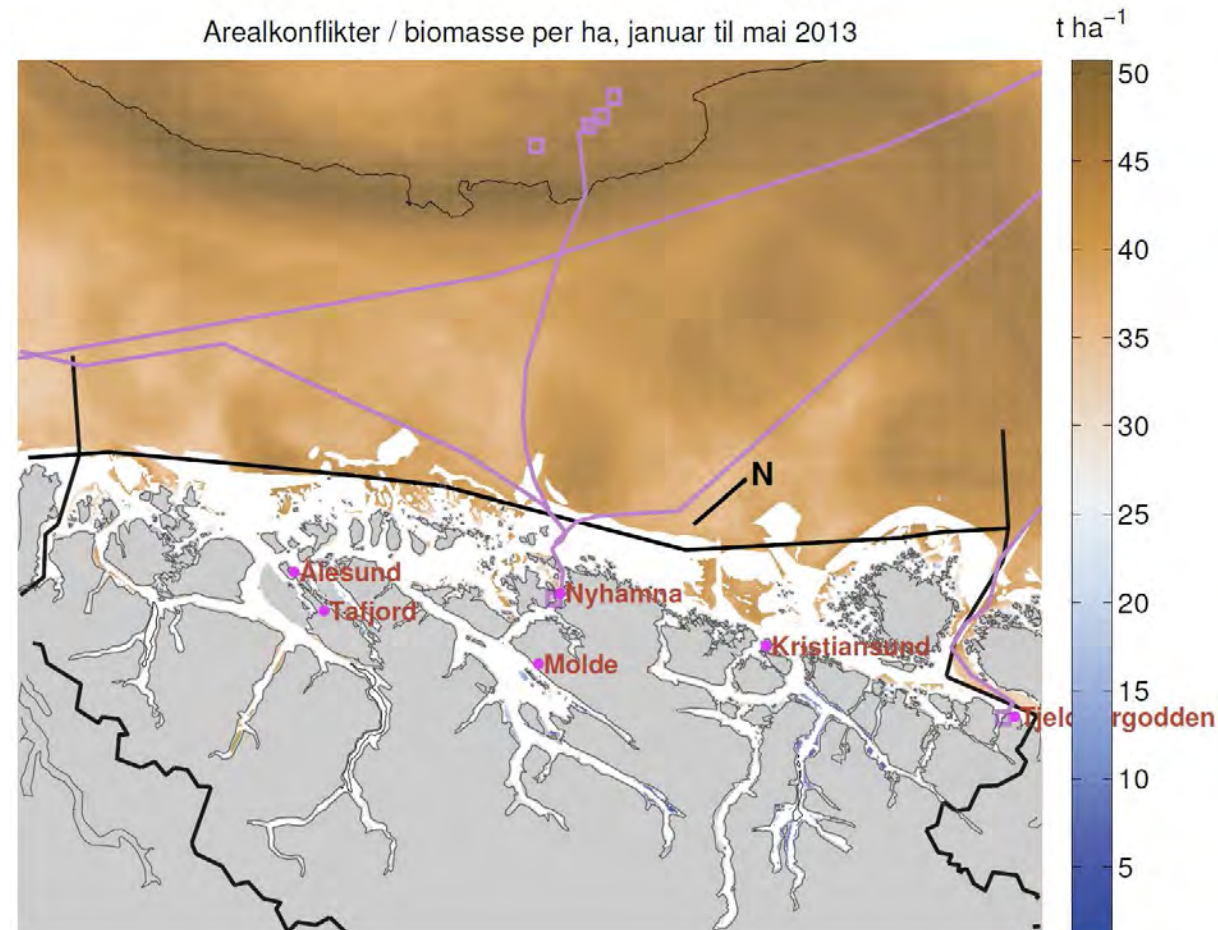 Arealkonflikter / biomasse per ha, januar til mai 2013
t ha⁻¹
50
45
40
35
30
25
20
15
10
5
N
Ålesund
Tafjord
Nyhamna
Molde
Kristiansund